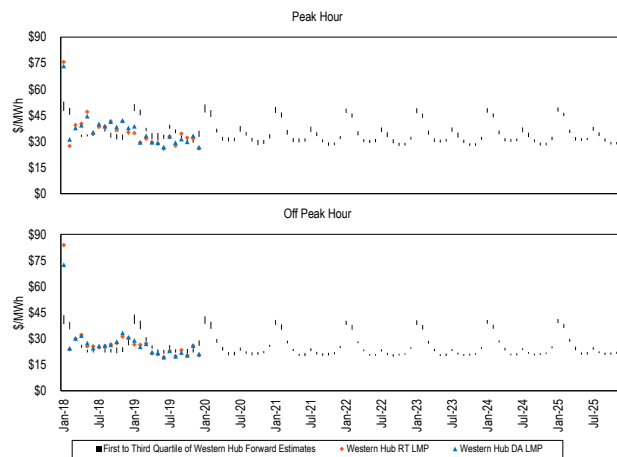 Peak Hour
$90
$75
$60
$45
$30
$15
$0
$/MWh
Off Peak Hour
$90
$75
$60
$45
$30
$15
$0
$/MWh
Jan-18
Jul-18
Jan-19
Jul-19
Jan-20
Jul-20
Jan-21
Jul-21
Jan-22
Jul-22
Jan-23
Jul-23
Jan-24
Jul-24
Jan-25
Jul-25
First to Third Quartile of Western Hub Forward Estimates Western Hub RT LMP Western Hub DA LMP